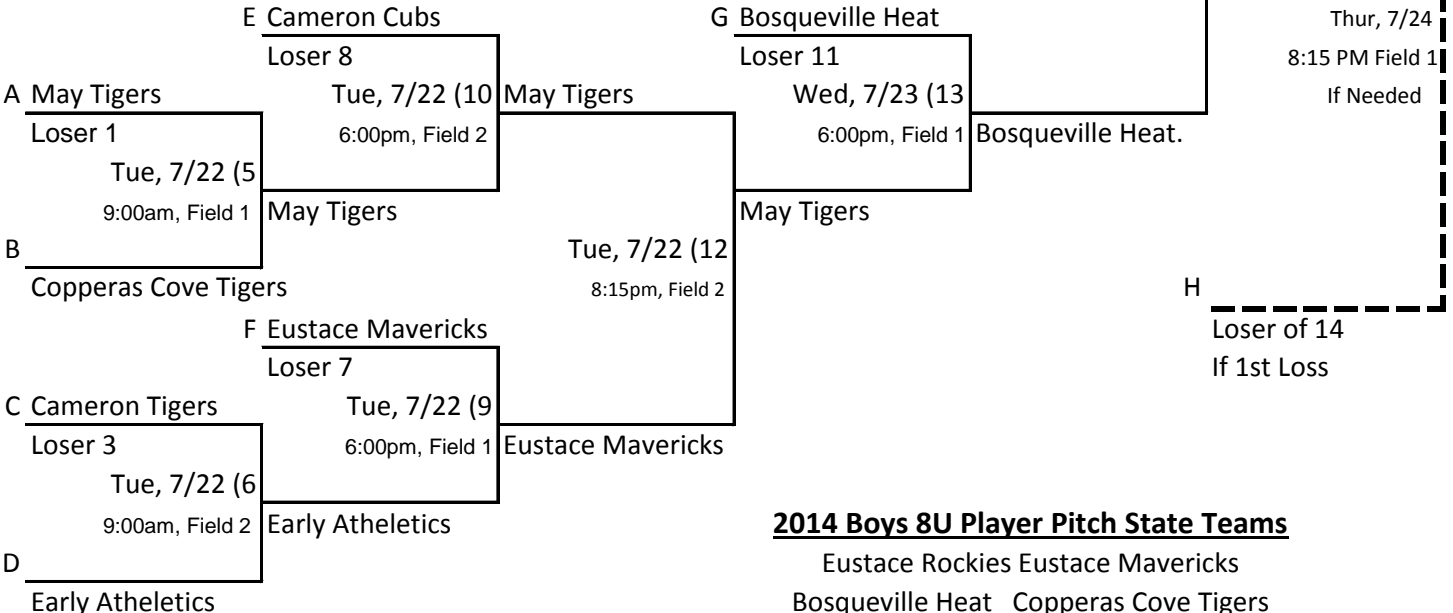 E Cameron Cubs G Bosqueville Heat Thur, 7/24
Loser 8 Loser 11 8:15 PM Field 1
A May Tigers Tue, 7/22 (10 May Tigers Wed, 7/23 (13 If Needed
Loser 1 6:00pm, Field 2 6:00pm, Field 1 Bosqueville Heat.
Tue, 7/22 (5
9:00am, Field 1 May Tigers May Tigers
B Tue, 7/22 (12
Copperas Cove Tigers 8:15pm, Field 2 H
F Eustace Mavericks Loser of 14
Loser 7 If 1st Loss
C Cameron Tigers Tue, 7/22 (9
Loser 3 6:00pm, Field 1 Eustace Mavericks
Tue, 7/22 (6
9:00am, Field 2 Early Atheletics 2014 Boys 8U Player Pitch State Teams
D Eustace Rockies Eustace Mavericks
Early Atheletics Bosqueville Heat Copperas Cove Tigers